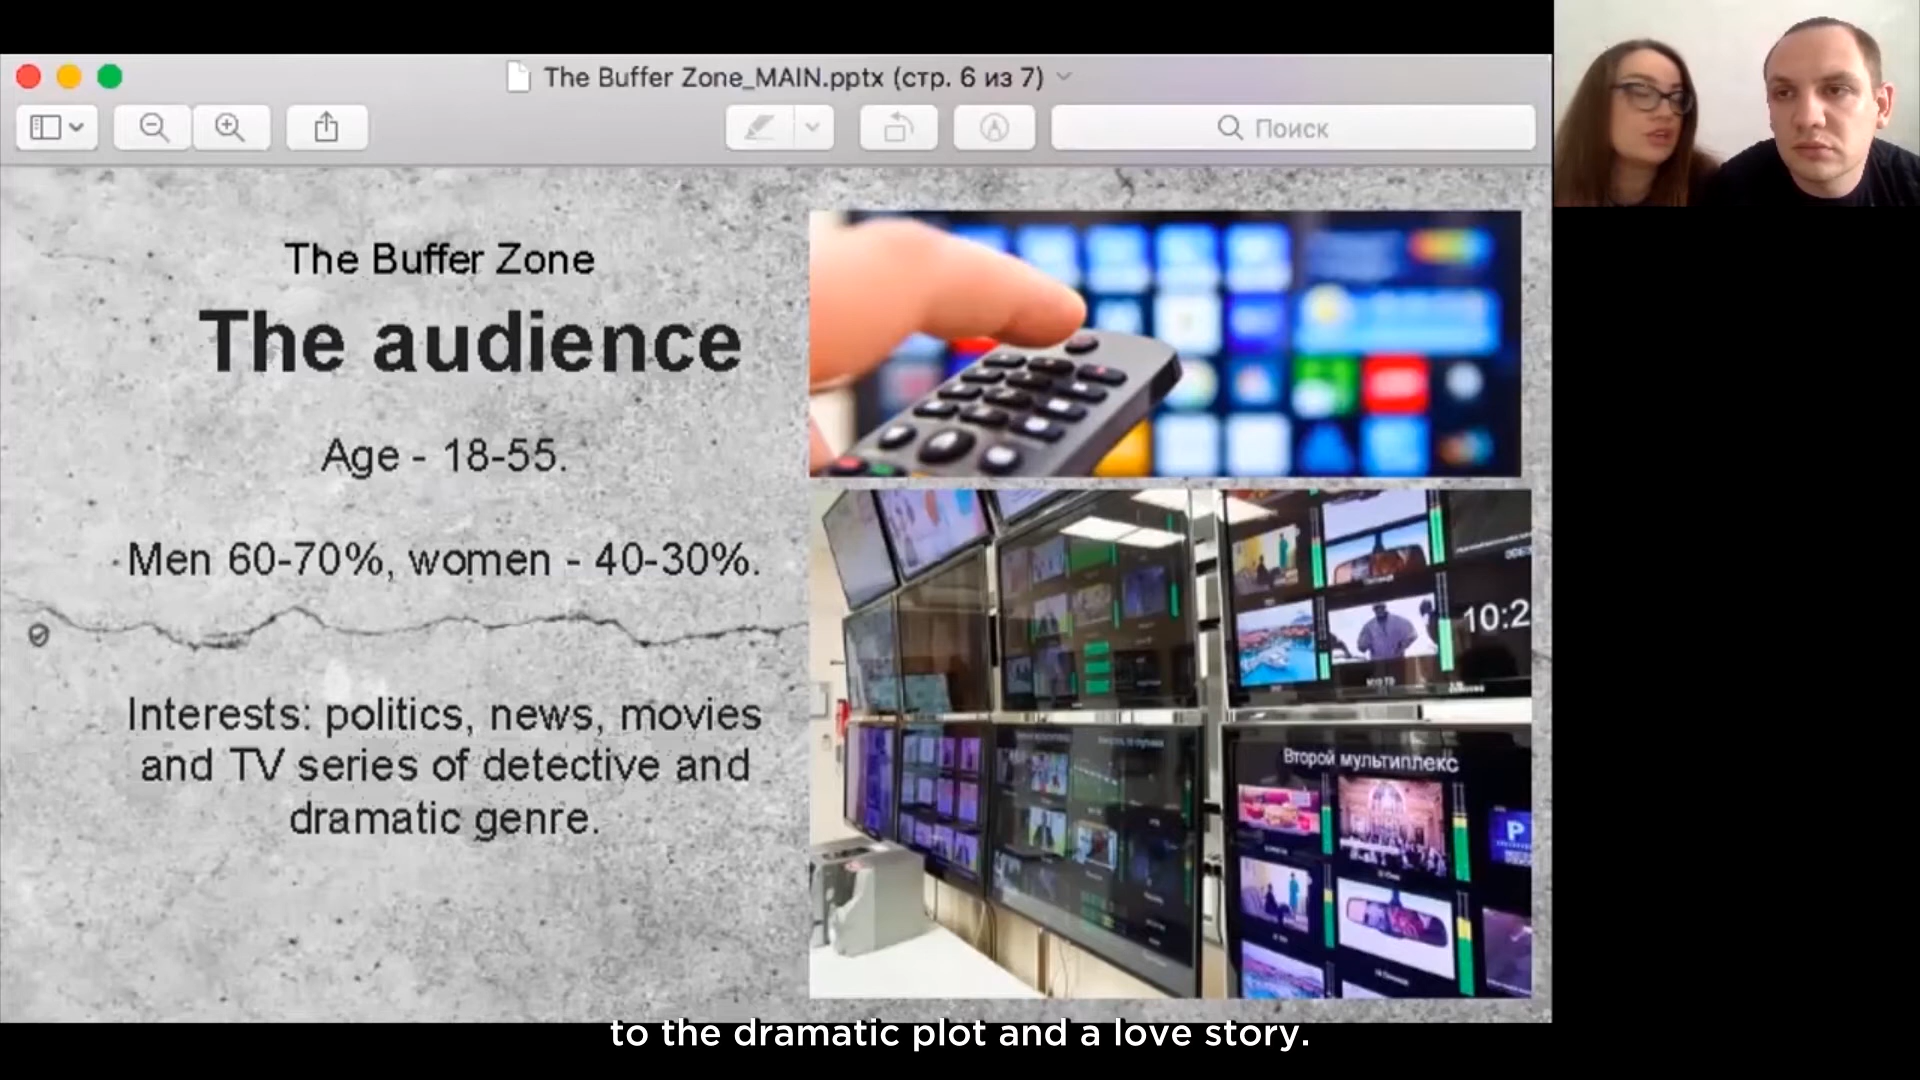 The Buffer Zone_MAIN.pptx (стр. 6 из 7)
Поиск
The Buffer Zone
The audience
Age - 18-55.
Men 60-70%, women - 40-30%.
Interests: politics, news, movies
and TV series of detective and
dramatic genre.
10:2
Второй мультиплекс
P
to the dramatic plot and a love story.